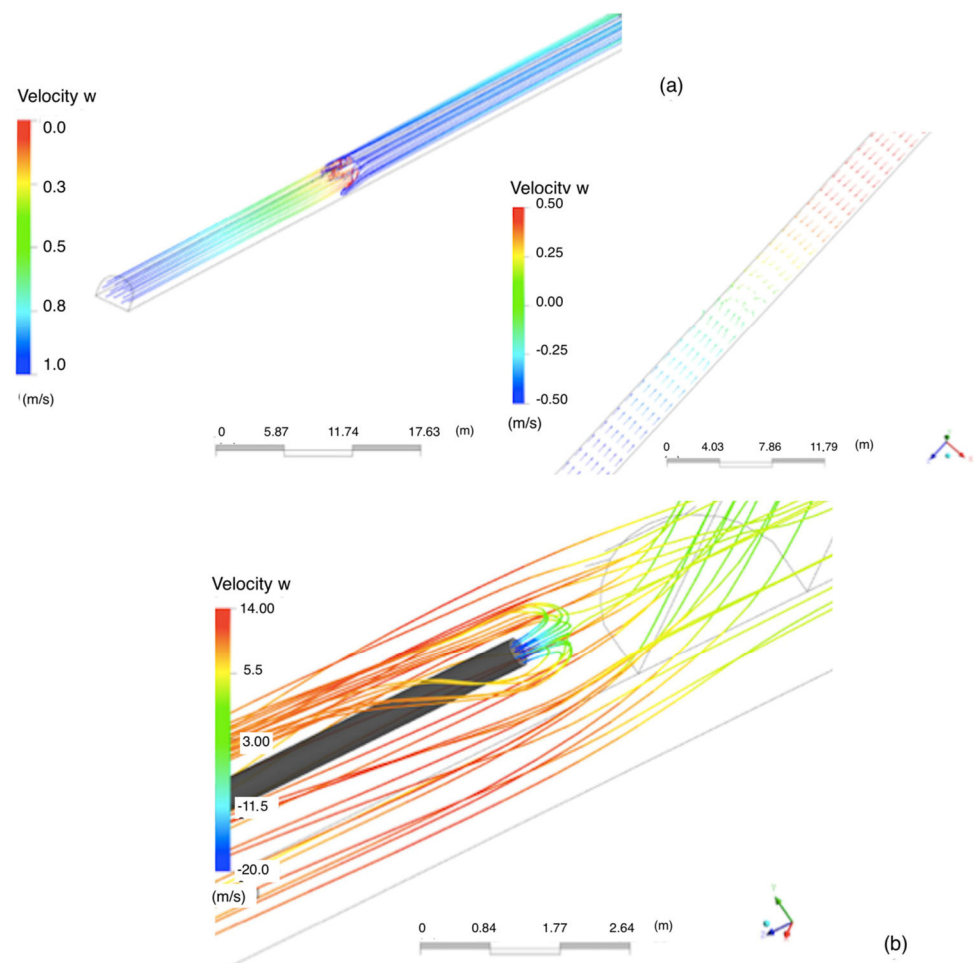 (a)
Velocity w
0.0
0.3
0.5
0.8
1.0
(m/s)
0 5.87 11.74 17.63 (m)
Velocity w
0.50
0.25
0.00
-0.25
-0.50
(m/s)
0 4.03 7.86 11.79 (m)
Velocity w
14.00
5.5
3.00
-11.5
-20.0
(m/s)
0 0.84 1.77 2.64 (m)
(b)